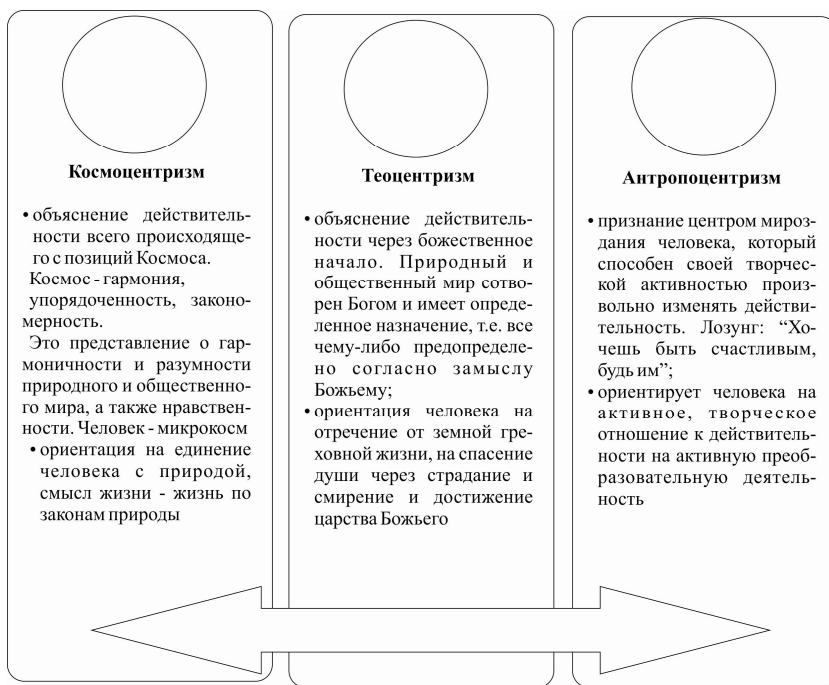 Космоцентризм
• объяснение действитель-
ности всего происходяще-
го с позиций Космоса.
Космос - гармония,
упорядоченность, законо-
мерность.
Это представление о гар-
моничности и разумности
природного и общественно-
го мира, а также нравствен-
ности. Человек - микрокосм
• ориентация на единение
человека с природой,
смысл жизни - жизнь по
законам природы
Теоцентризм
• объяснение действитель-
ности через божественное
начало. Природный и
общественный мир сотво-
рен Богом и имеет опреде-
ленное назначение, т.е. все
чему-либо предопределе-
но согласно замыслу
Божьему;
• ориентация человека на
отречение от земной гре-
ховной жизни, на спасение
души через страдание и
смирение и достижение
царства Божьего
Антропоцентризм
• признание центром мироз-
дания человека, который
способен своей творчес-
кой активностью произ-
вольно изменять действи-
тельность. Лозунг: “Хо-
чешь быть счастливым,
будь им”;
• ориентирует человека на
активное, творческое
отношение к действитель-
ности на активную преоб-
разовательную деятель-
ность